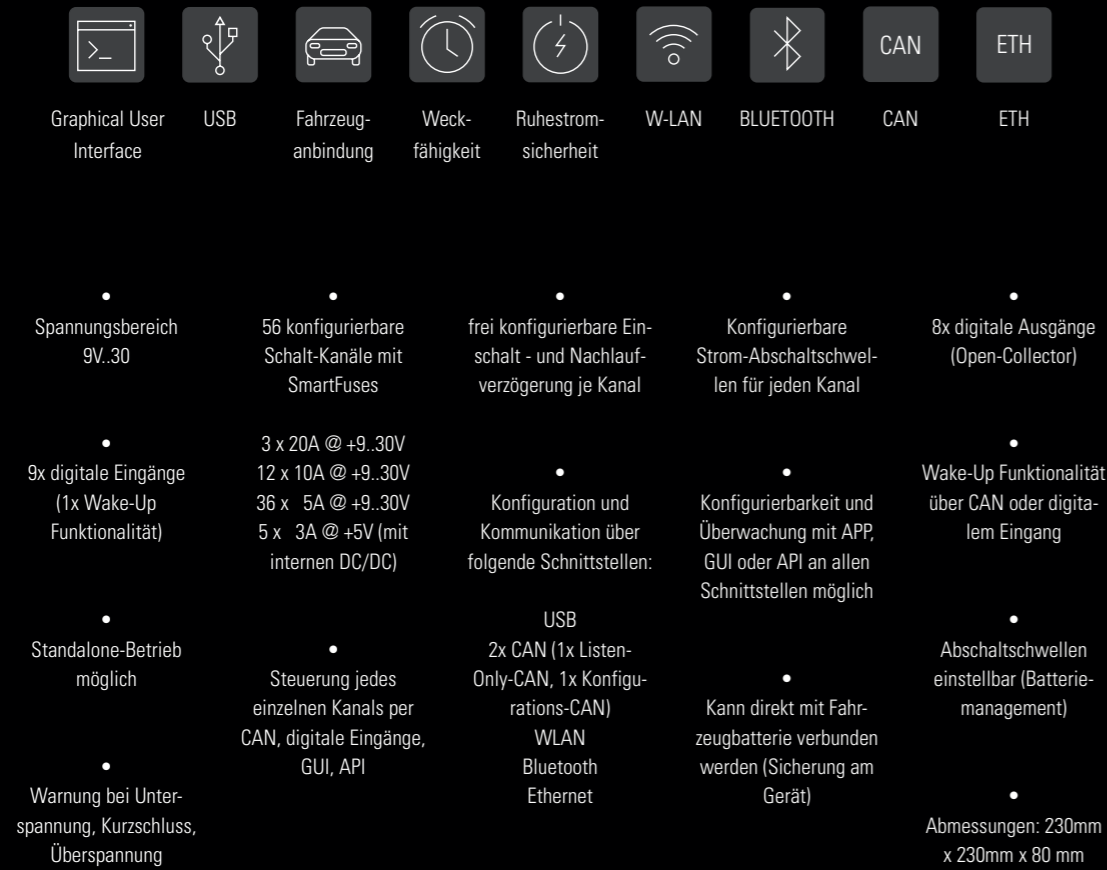 >_
CAN
ETH
Graphical User
Interface
USB
Fahrzeug-
anbindung
Weck-
fähigkeit
Ruhestrom-
sicherheit
W-LAN
BLUETOOTH
CAN
ETH
•
Spannungsbereich
9V..30
•
9x digitale Eingänge
(1x Wake-Up
Funktionalität)
•
Standalone-Betrieb
möglich
•
Warnung bei Unter-
spannung, Kurzschluss,
Überspannung
•
56 konfigurierbare
Schalt-Kanäle mit
SmartFuses
3 x 20A @ +9..30V
12 x 10A @ +9..30V
36 x 5A @ +9..30V
5 x 3A @ +5V (mit
internen DC/DC)
•
Steuerung jedes
einzelnen Kanals per
CAN, digitale Eingänge,
GUI, API
•
frei konfigurierbare Ein-
schalt - und Nachlauf-
verzögerung je Kanal
•
Konfiguration und
Kommunikation über
folgende Schnittstellen:
USB
2x CAN (1x Listen-
Only-CAN, 1x Konfigu-
rations-CAN)
WLAN
Bluetooth
Ethernet
•
Konfigurierbare
Strom-Abschaltschwel-
len für jeden Kanal
•
Konfigurierbarkeit und
Überwachung mit APP,
GUI oder API an allen
Schnittstellen möglich
•
Kann direkt mit Fahr-
zeugbatterie verbunden
werden (Sicherung am
Gerät)
•
8x digitale Ausgänge
(Open-Collector)
•
Wake-Up Funktionalität
über CAN oder digita-
lem Eingang
•
Abschaltschwellen
einstellbar (Batterie-
management)
•
Abmessungen: 230mm
x 230mm x 80 mm